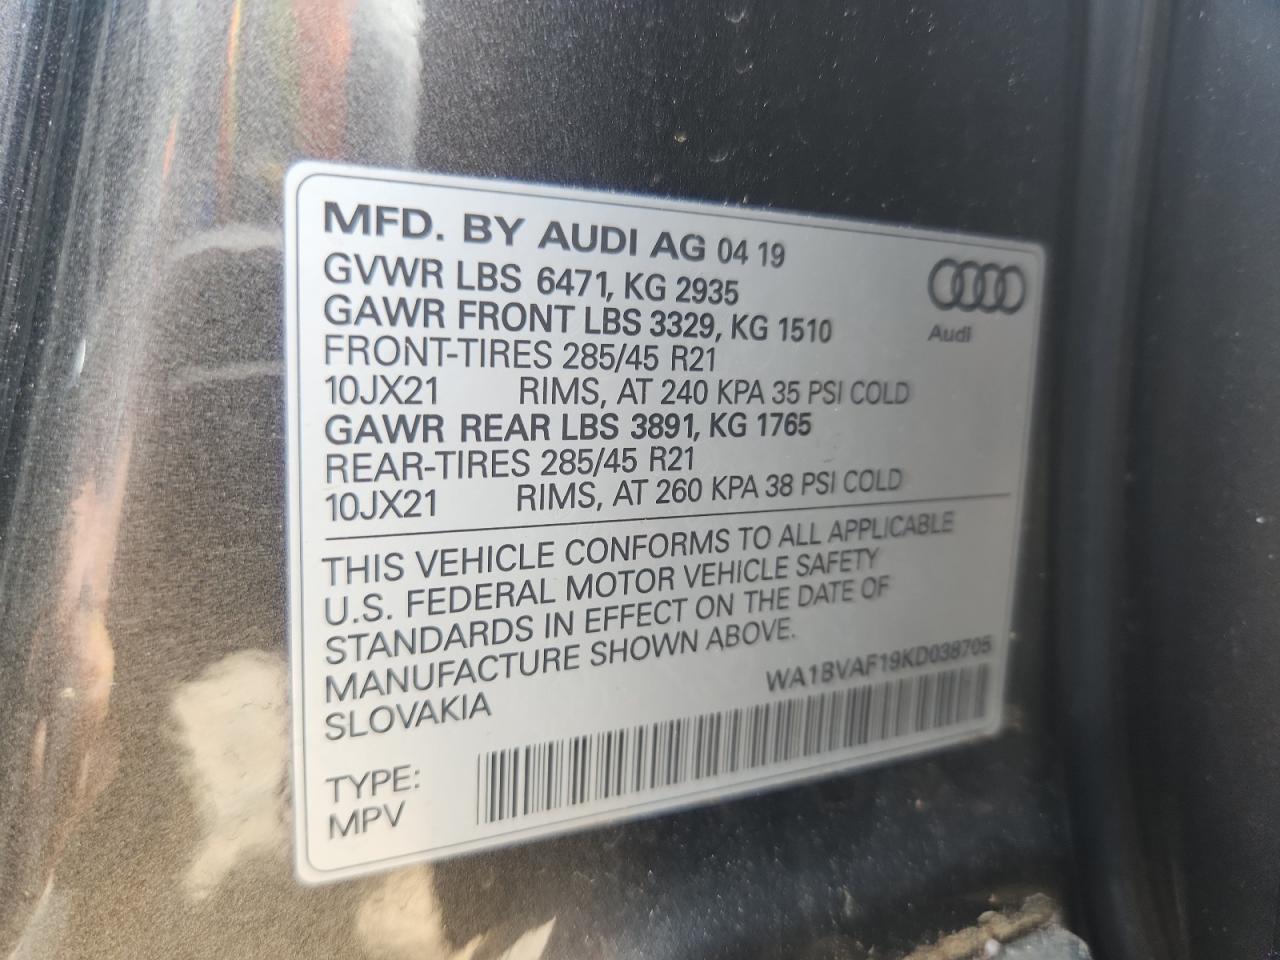 MFD. BY AUDI AG 04 19
GVWR LBS 6471, KG 2935
GAWR FRONT LBS 3329, KG 1510
FRONT-TIRES 285/45 R21
10JX21 RIMS, AT 240 KPA 35 PSI COLD
GAWR REAR LBS 3891, KG 1765
REAR-TIRES 285/45 R21
10JX21 RIMS, AT 260 KPA 38 PSI COLD
Audi
THIS VEHICLE CONFORMS TO ALL APPLICABLE
U.S. FEDERAL MOTOR VEHICLE SAFETY
STANDARDS IN EFFECT ON THE DATE OF
MANUFACTURE SHOWN ABOVE.
SLOVAKIA
WA1BVAF19KD038705
TYPE:
MPV